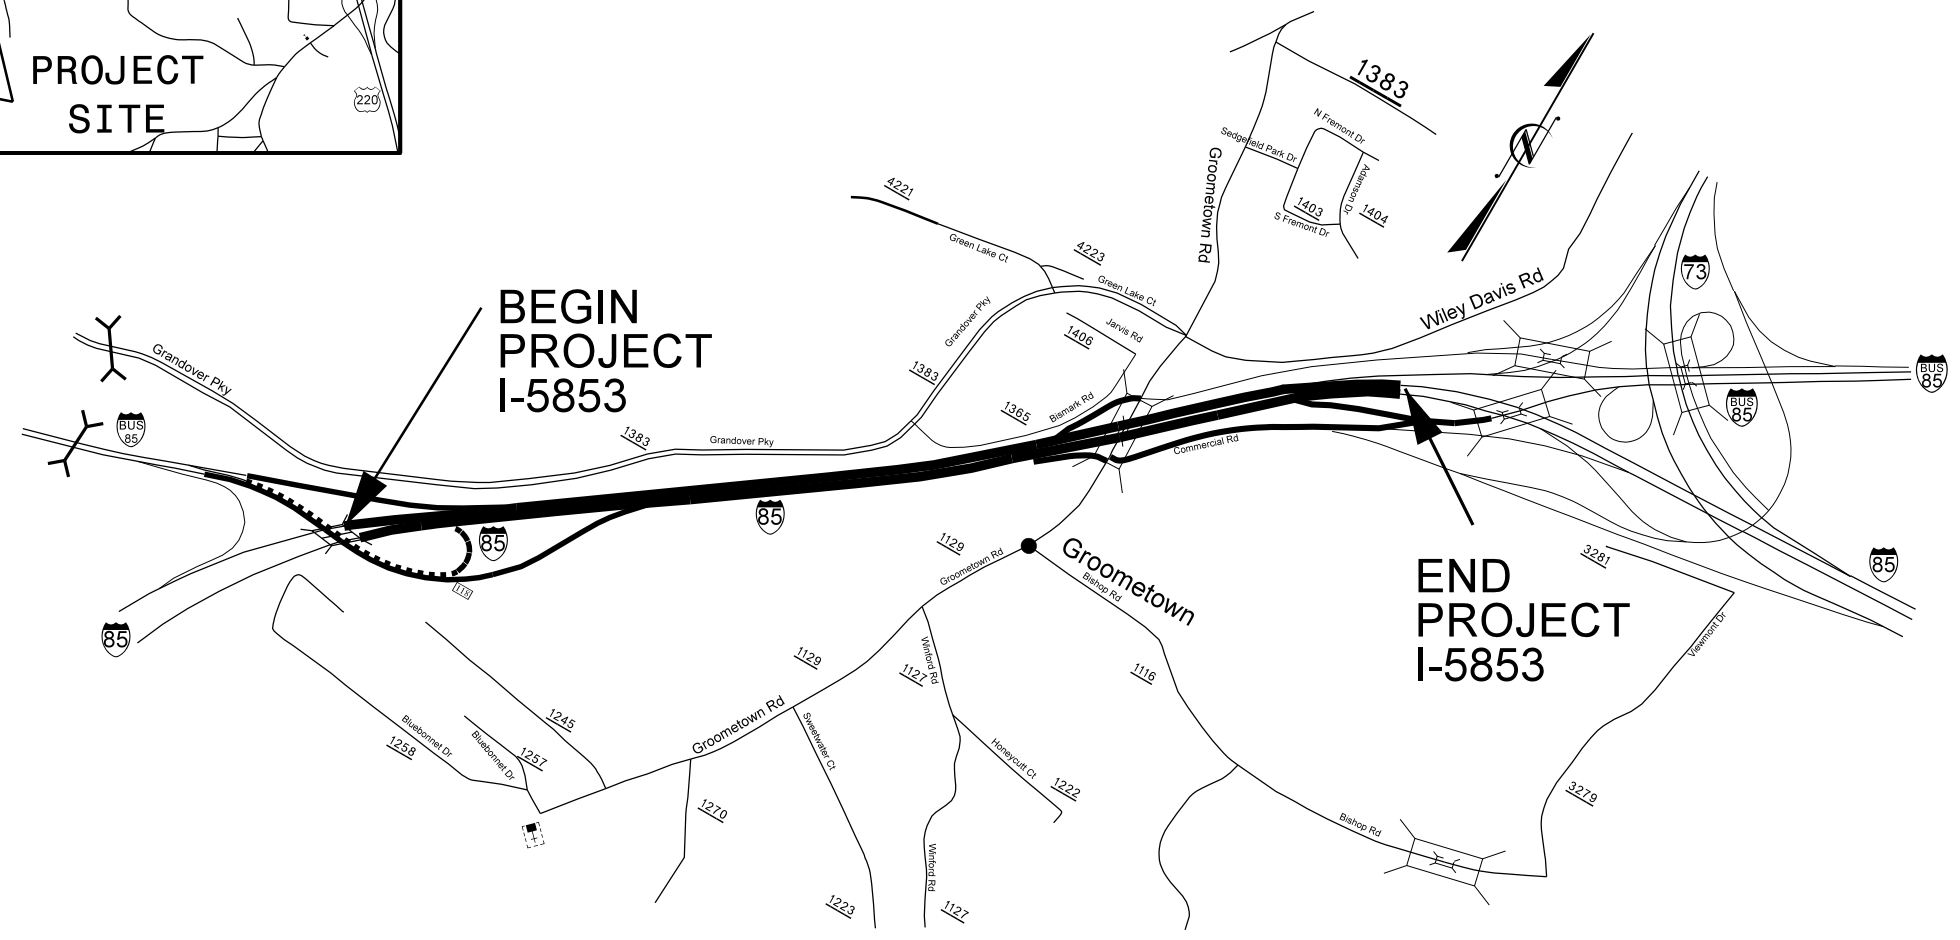 PROJECT
SITE
220
1383
N Fremont Dr
Sedgefield Park Dr
Adamson Dr
1403
1404
S Fremont Dr
Groometown Rd
N
4221
Green Lake Ct
4223
Green Lake Ct
73
Wiley Davis Rd
BEGIN
PROJECT
I-5853
Grandover Pky
Grandover Pky
Jarvis Rd
1406
1383
BUS
85
BUS
85
BUS
85
Bismark Rd
1365
1383
Grandover Pky
Commercial Rd
85
85
118
1129
Groometown Rd
Groometown
Bishop Rd
3281
85
END
PROJECT
I-5853
85
Viewmont Dr
1129
Winford Rd
1127
1116
Groometown Rd
1245
Bluebonnet Dr
1258
Bluebonnet Dr
1257
Sweetwater Ct
Honeycutt Ct
1222
1270
3279
Bishop Rd
Winford Rd
1223
1127